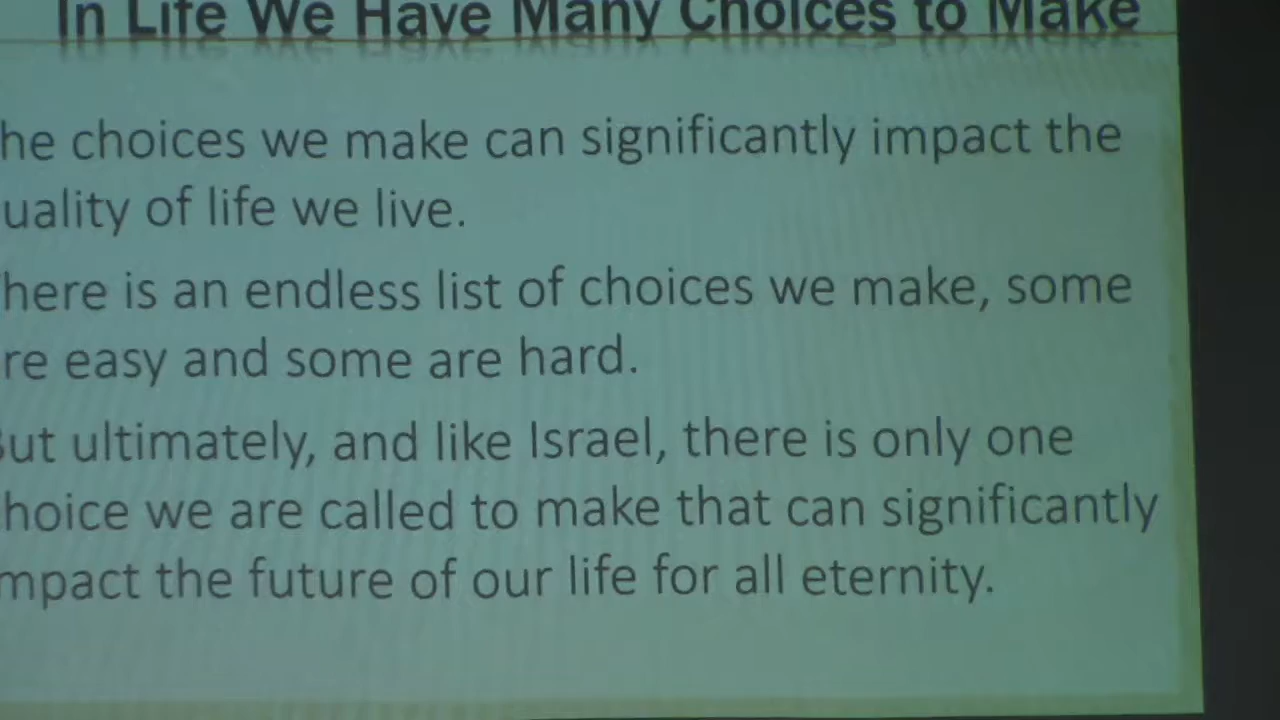 In Life We Have Many Choices to Make
he choices we make can significantly impact the
uality of life we live.
here is an endless list of choices we make, some
re easy and some are hard.
But ultimately, and like Israel, there is only one
hoice we are called to make that can significantly
mpact the future of our life for all eternity.